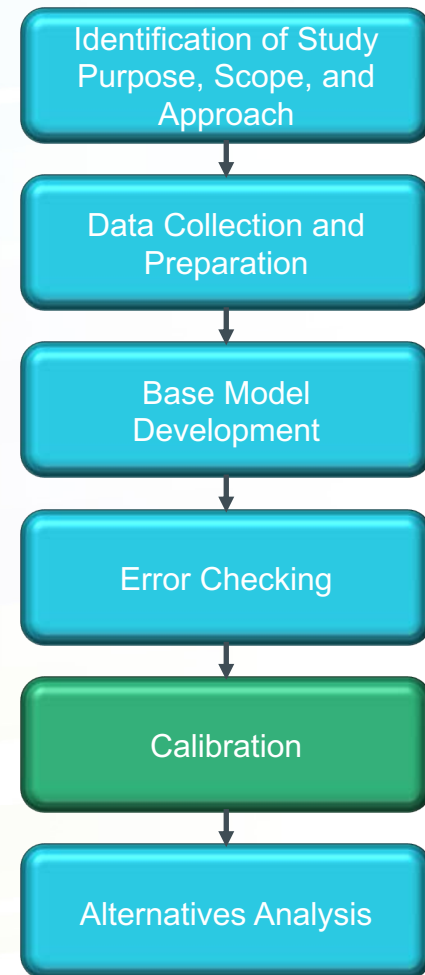 Identification of Study
Purpose, Scope, and
Approach
Data Collection and
Preparation
Base Model
Development
Error Checking
Calibration
Alternatives Analysis